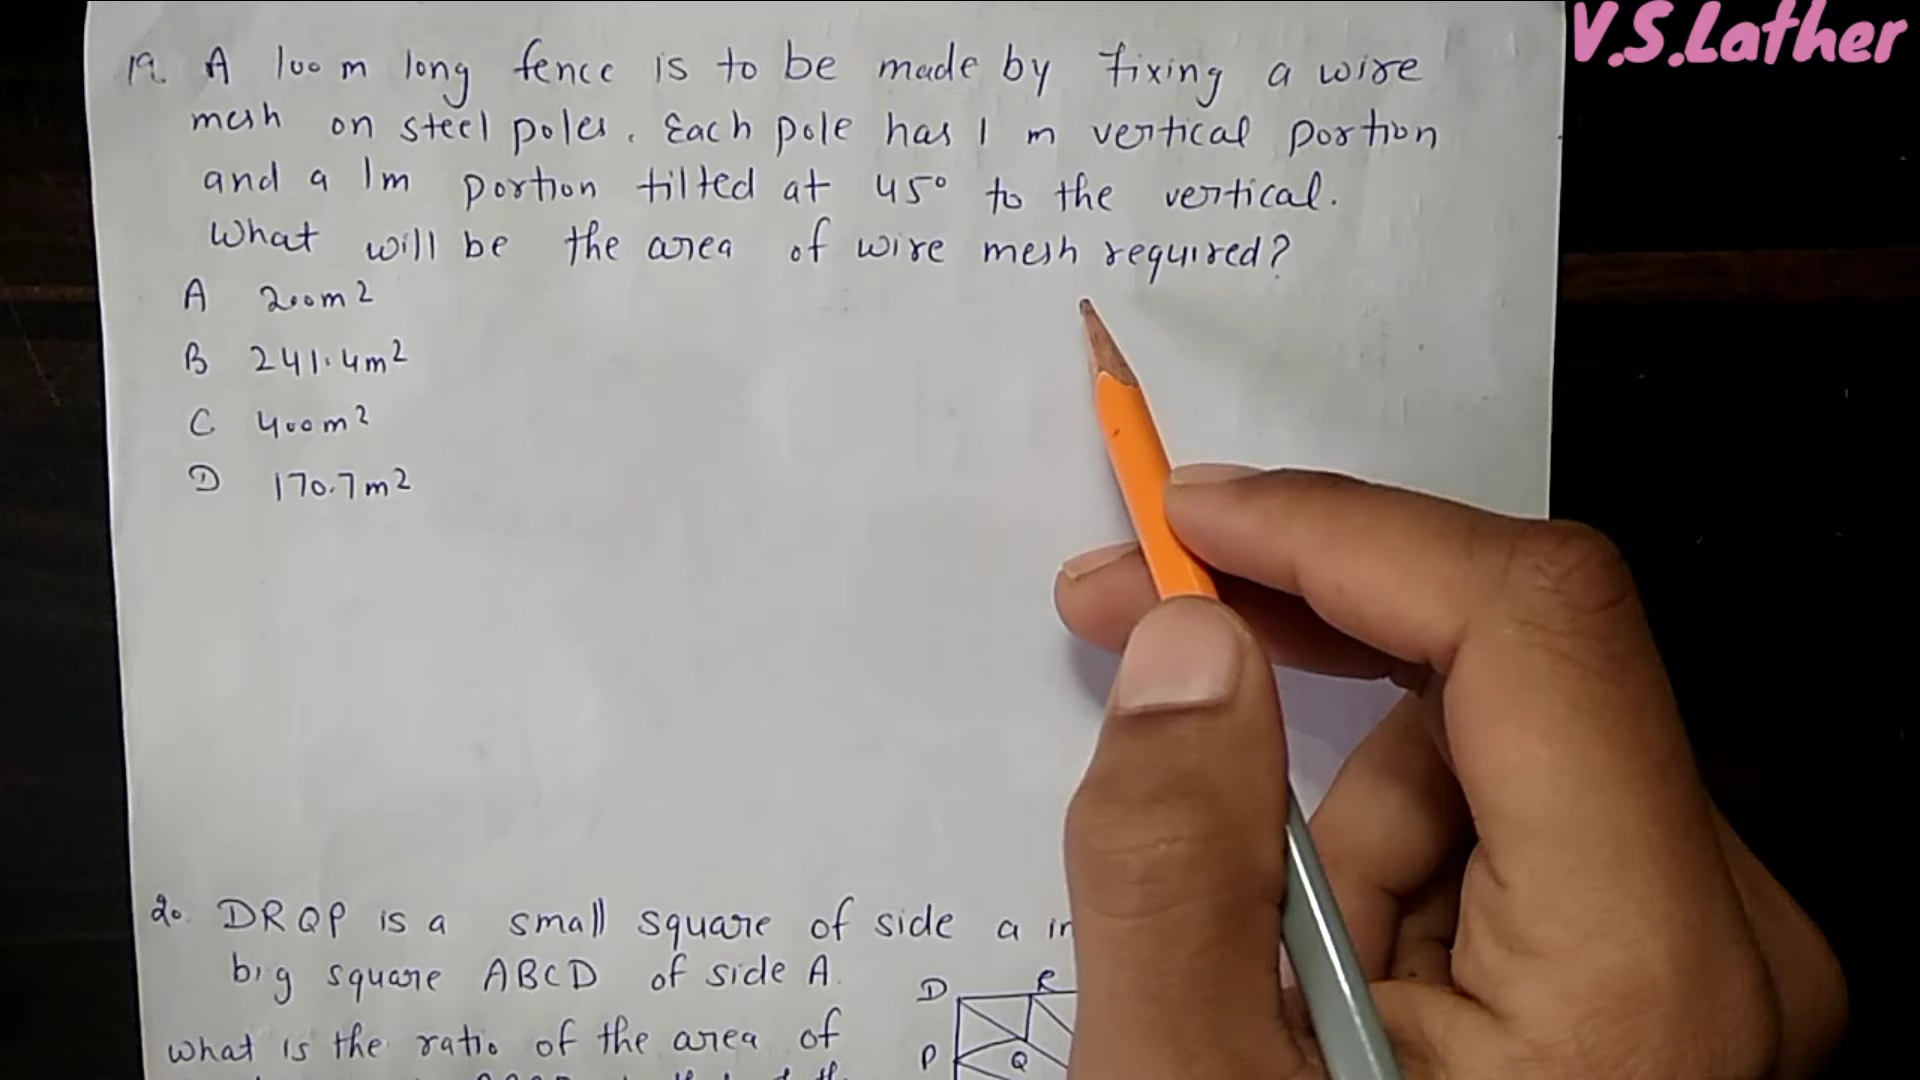 V.S.Lather
19. A 100 m long fence is to be made by fixing a wire
mesh on steel poles. Each pole has 1 m vertical portion
and a 1m portion tilted at 45° to the vertical.
What will be the area of wire mesh required?
A 200m2
B 241.4m2
C 400m2
D 170.7m2
20. DRQP is a small square of side a in
big square ABCD of side A.
D R
what is the ratio of the area of
P Q